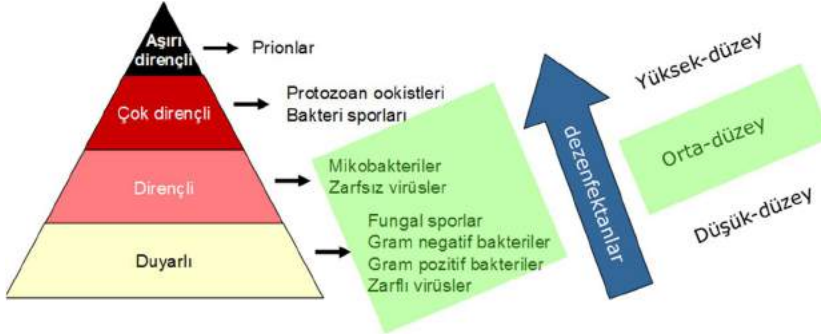 Aşırı
dirençli
Prionlar
Çok dirençli
Protozoan ookistleri
Bakteri sporları
Dirençli
Mikobakteriler
Zarfsız virüsler
Duyarlı
Fungal sporlar
Gram negatif bakteriler
Gram pozitif bakteriler
Zarflı virüsler
dezenfektanlar
Yüksek-düzey
Orta-düzey
Düşük-düzey